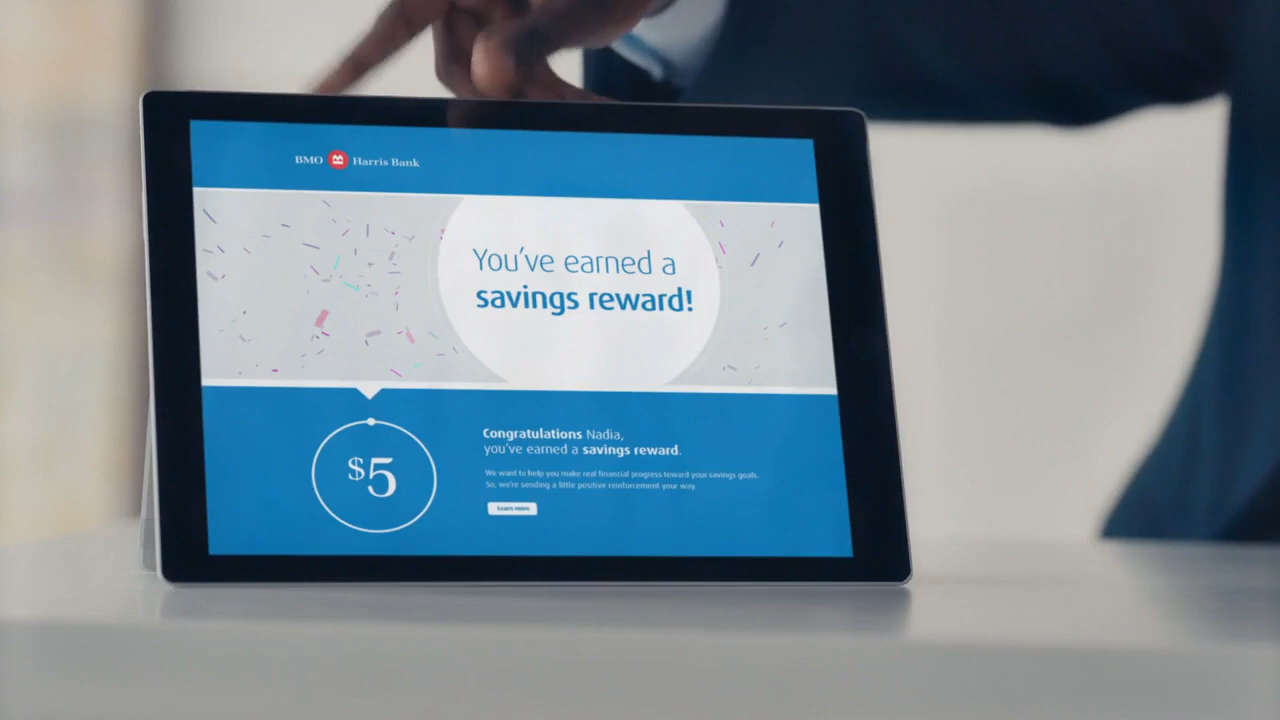 BMO Harris Bank
You've earned a
savings reward!
$5
Congratulations Nadia,
you've earned a savings reward.
We want to help you make real financial progress toward your savings goals.
So, we're sending a little positive reinforcement your way.
Learn more